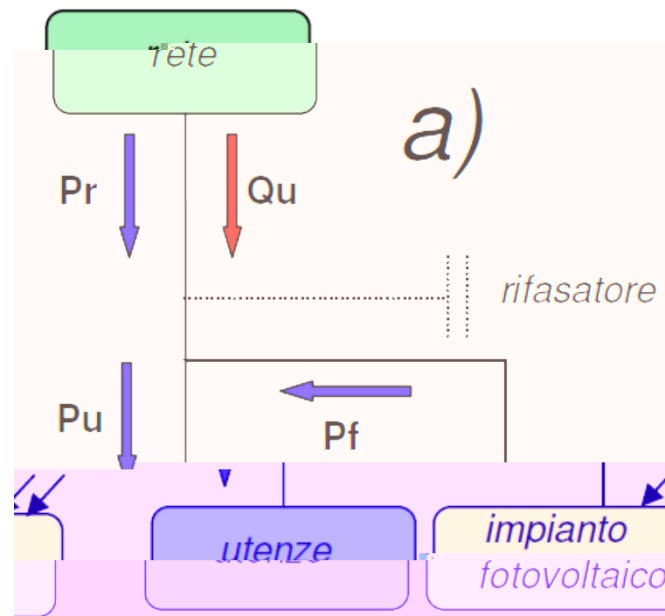 rete
a)
Pr
Qu
rifasatore
Pu
Pf
utenze
impianto
fotovoltaico